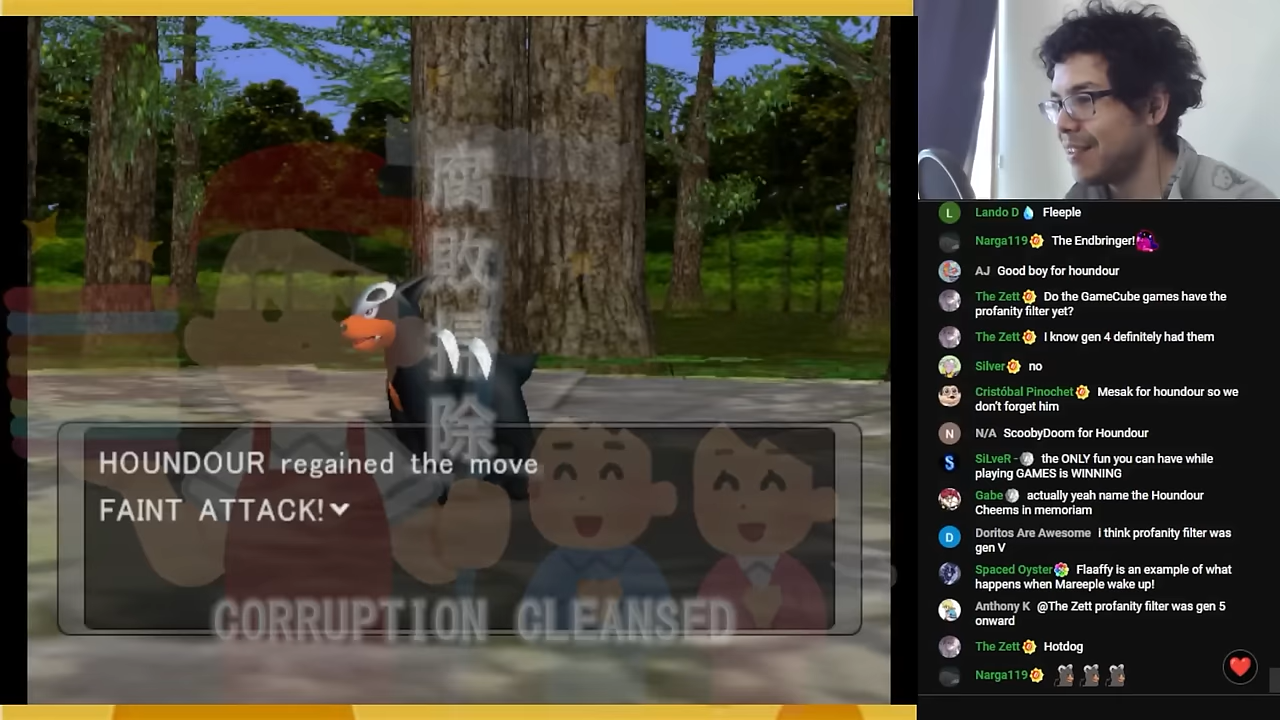 腐
敗
掃
除
HOUNDOUR regained the move
FAINT ATTACK!
CORRUPTION CLEANSED
L
Lando D Fleeple
Narga119 The Endbringer!
AJ Good boy for houndour
The Zett Do the GameCube games have the
profanity filter yet?
The Zett I know gen 4 definitely had them
Silver no
Cristóbal Pinochet Mesak for houndour so we
don't forget him
N
N/A ScoobyDoom for Houndour
S
SiLveR - the ONLY fun you can have while
playing GAMES is WINNING
Gabe actually yeah name the Houndour
Cheems in memoriam
D
Doritos Are Awesome i think profanity filter was
gen V
Spaced Oyster Flaaffy is an example of what
happens when Mareeple wake up!
Anthony K @The Zett profanity filter was gen 5
onward
The Zett Hotdog
Narga119